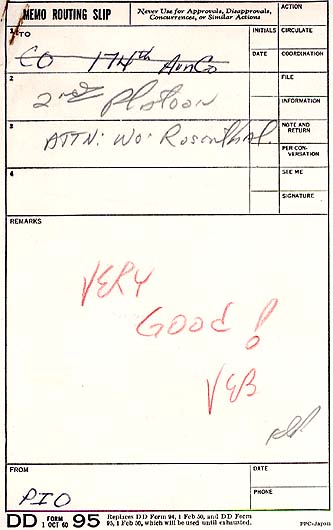 MEMO ROUTING SLIP
Never Use for Approvals, Disapprovals, Concurrences, or Similar Actions
ACTION
1 TO
INITIALS
CIRCULATE
CO 174th AvnCo
DATE
COORDINATION
2
FILE
2nd Platoon
INFORMATION
3
NOTE AND RETURN
ATTN: WO: Rosenthal.
PER CONVERSATION
4
SEE ME
SIGNATURE
REMARKS
VERY
GOOD!
VEB
FROM
DATE
PIO
PHONE
DD FORM 1 OCT 60 95
Replaces DD Form 94, 1 Feb 50, and DD Form 95, 1 Feb 50, which will be used until exhausted.
PPC-Japan